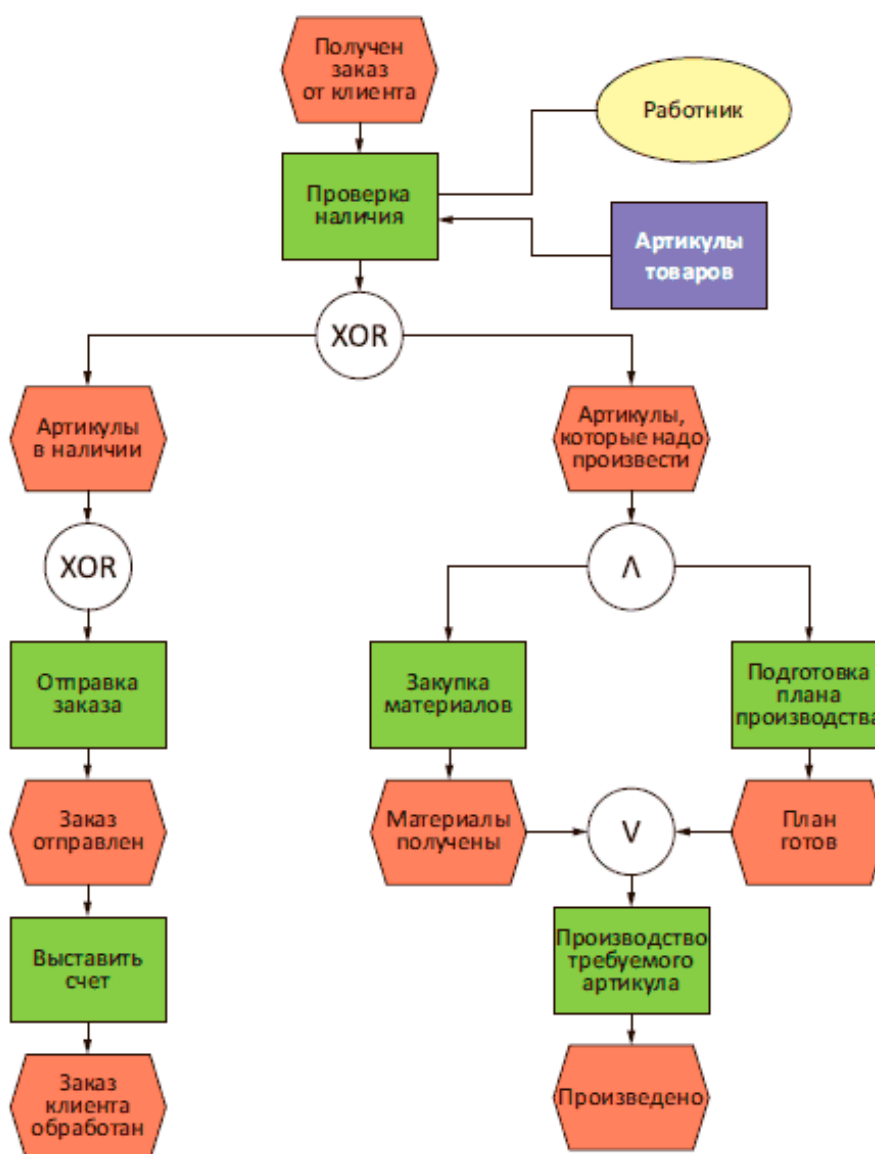 Получен
заказ
от клиента
Работник
Проверка
наличия
Артикулы
товаров
XOR
Артикулы
в наличии
Артикулы,
которые надо
произвести
XOR
Λ
Отправка
заказа
Закупка
материалов
Подготовка
плана
производства
Заказ
отправлен
Материалы
получены
V
План
готов
Выставить
счет
Производство
требуемого
артикула
Заказ
клиента
обработан
Произведено